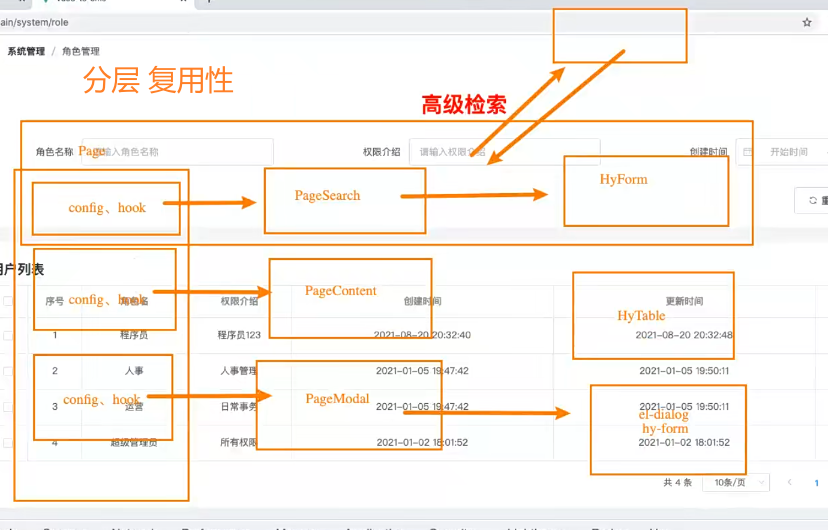 ain/system/role
系统管理 / 角色管理
分层 复用性
高级检索
角色名称 Page 输入角色名称 权限介绍 请输入权限介绍 创建时间 开始时间
config、hook PageSearch HyForm
用户列表
config、hook PageContent
序号 角色名 权限介绍 创建时间 更新时间
HyTable
1 程序员 程序员123 2021-08-20 20:32:40 2021-08-20 20:32:48
2 人事 人事管理 2021-01-05 19:47:42 2021-01-05 19:50:11
config、hook PageModal
3 运营 日常事务 2021-01-05 19:47:42 2021-01-05 19:50:11
el-dialog
hy-form
4 超级管理员 所有权限 2021-01-02 18:01:52 2021-01-02 18:01:52
共 4 条 10条/页 1